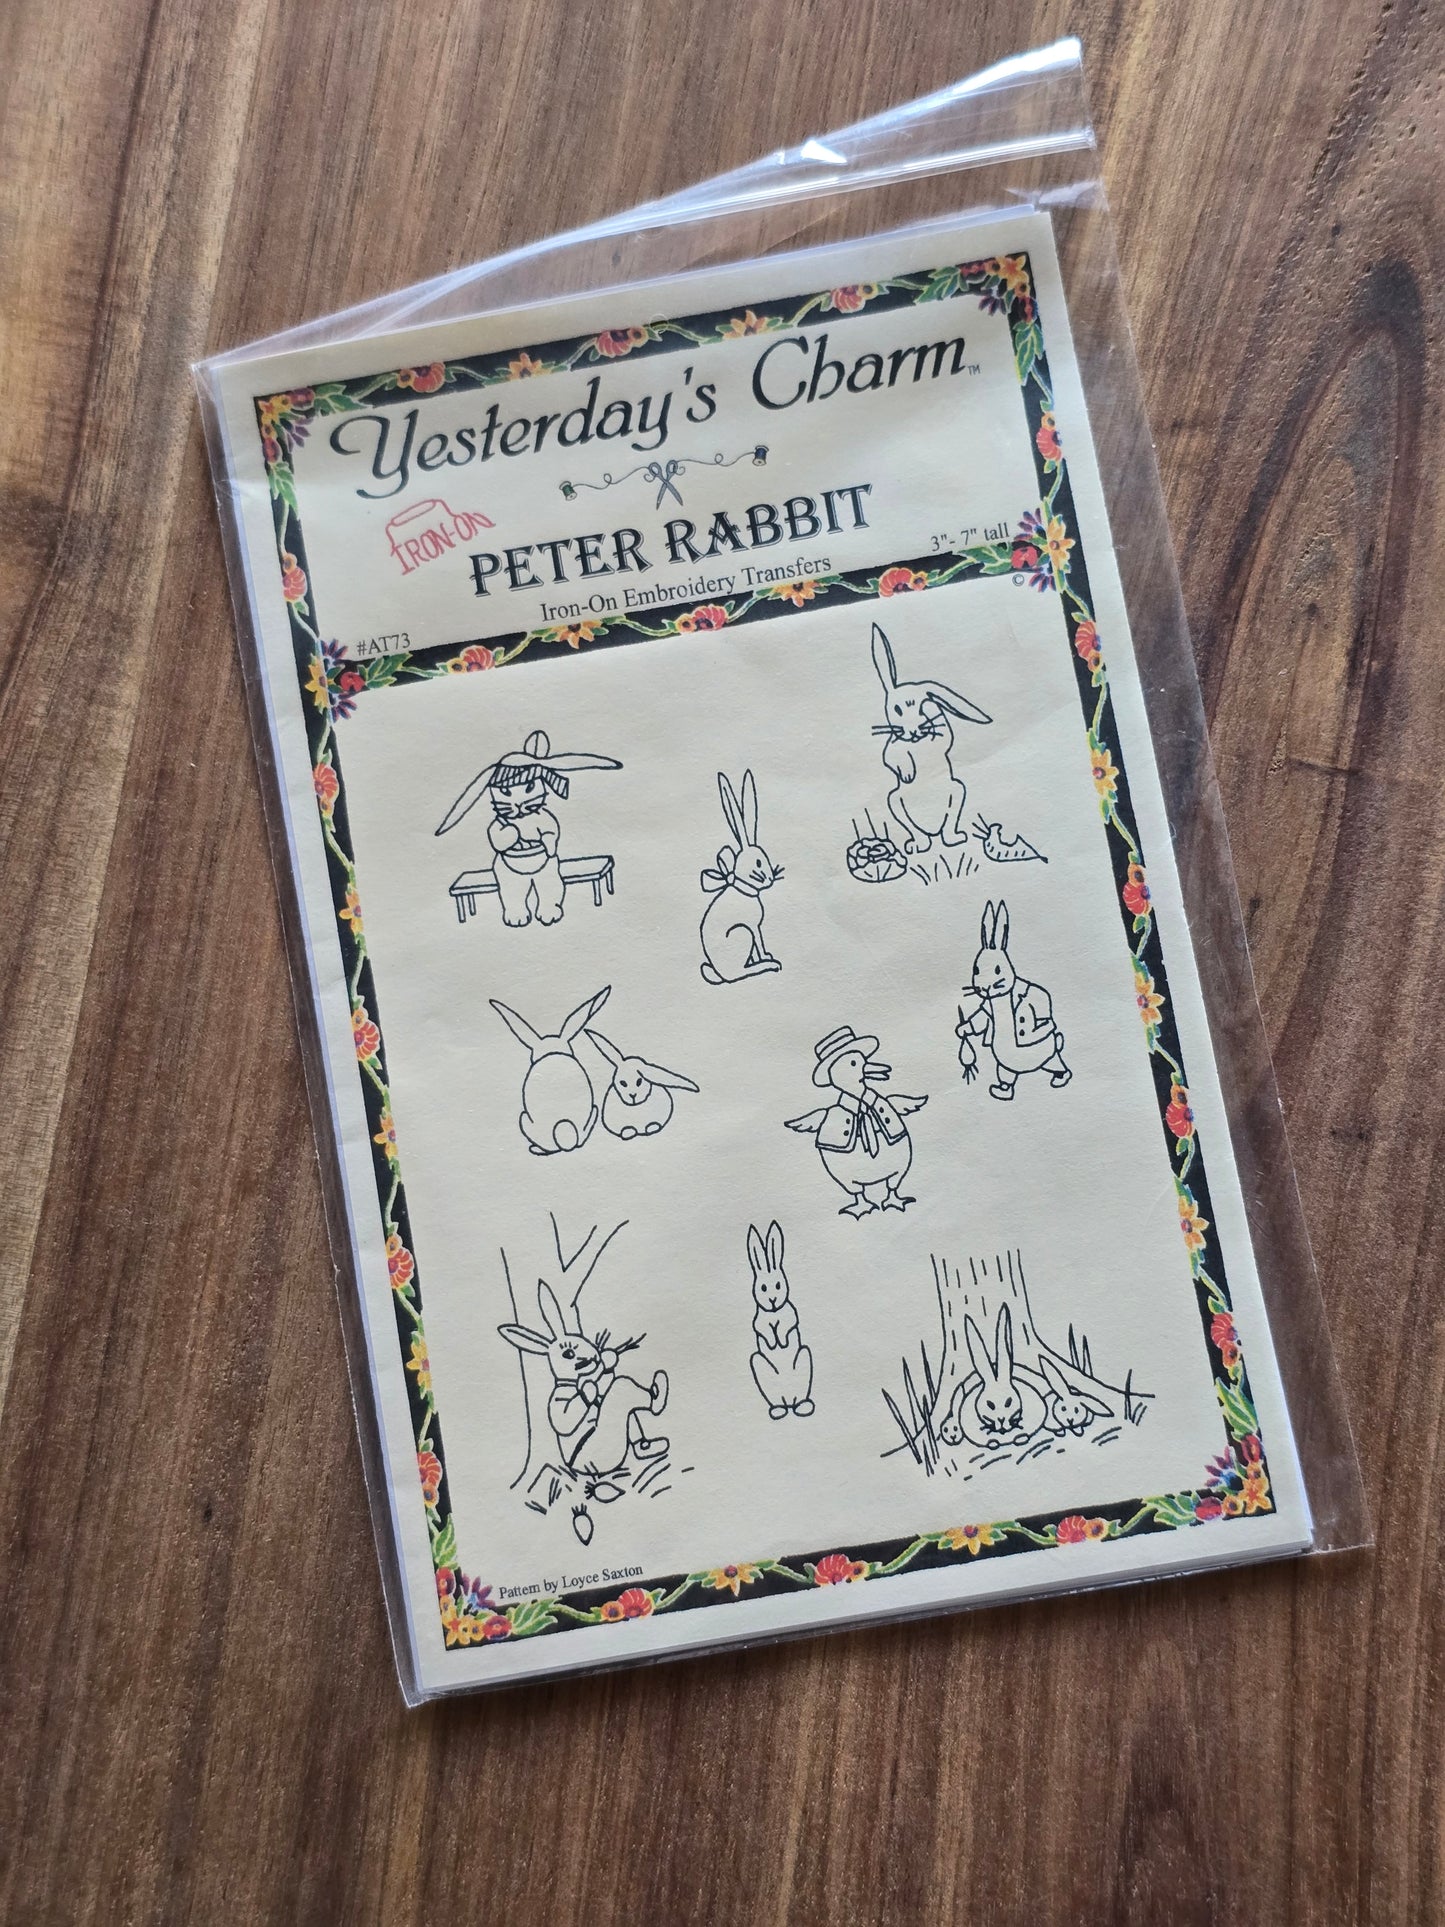 Yesterday's Charm™
IRON-ON
PETER RABBIT
3"- 7" tall
Iron-On Embroidery Transfers
©
#AT73
Pattern by Loyce Saxton